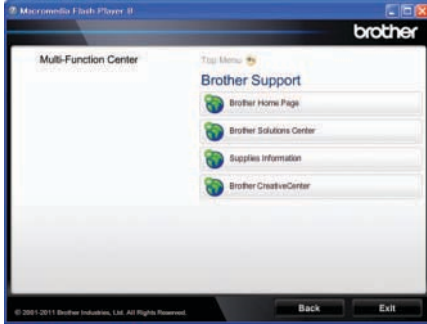 Macromedia Flash Player 8
brother
Multi-Function Center
Top Menu
Brother Support
Brother Home Page
Brother Solutions Center
Supplies Information
Brother CreativeCenter
© 2001-2011 Brother Industries, Ltd. All Rights Reserved.
Back
Exit